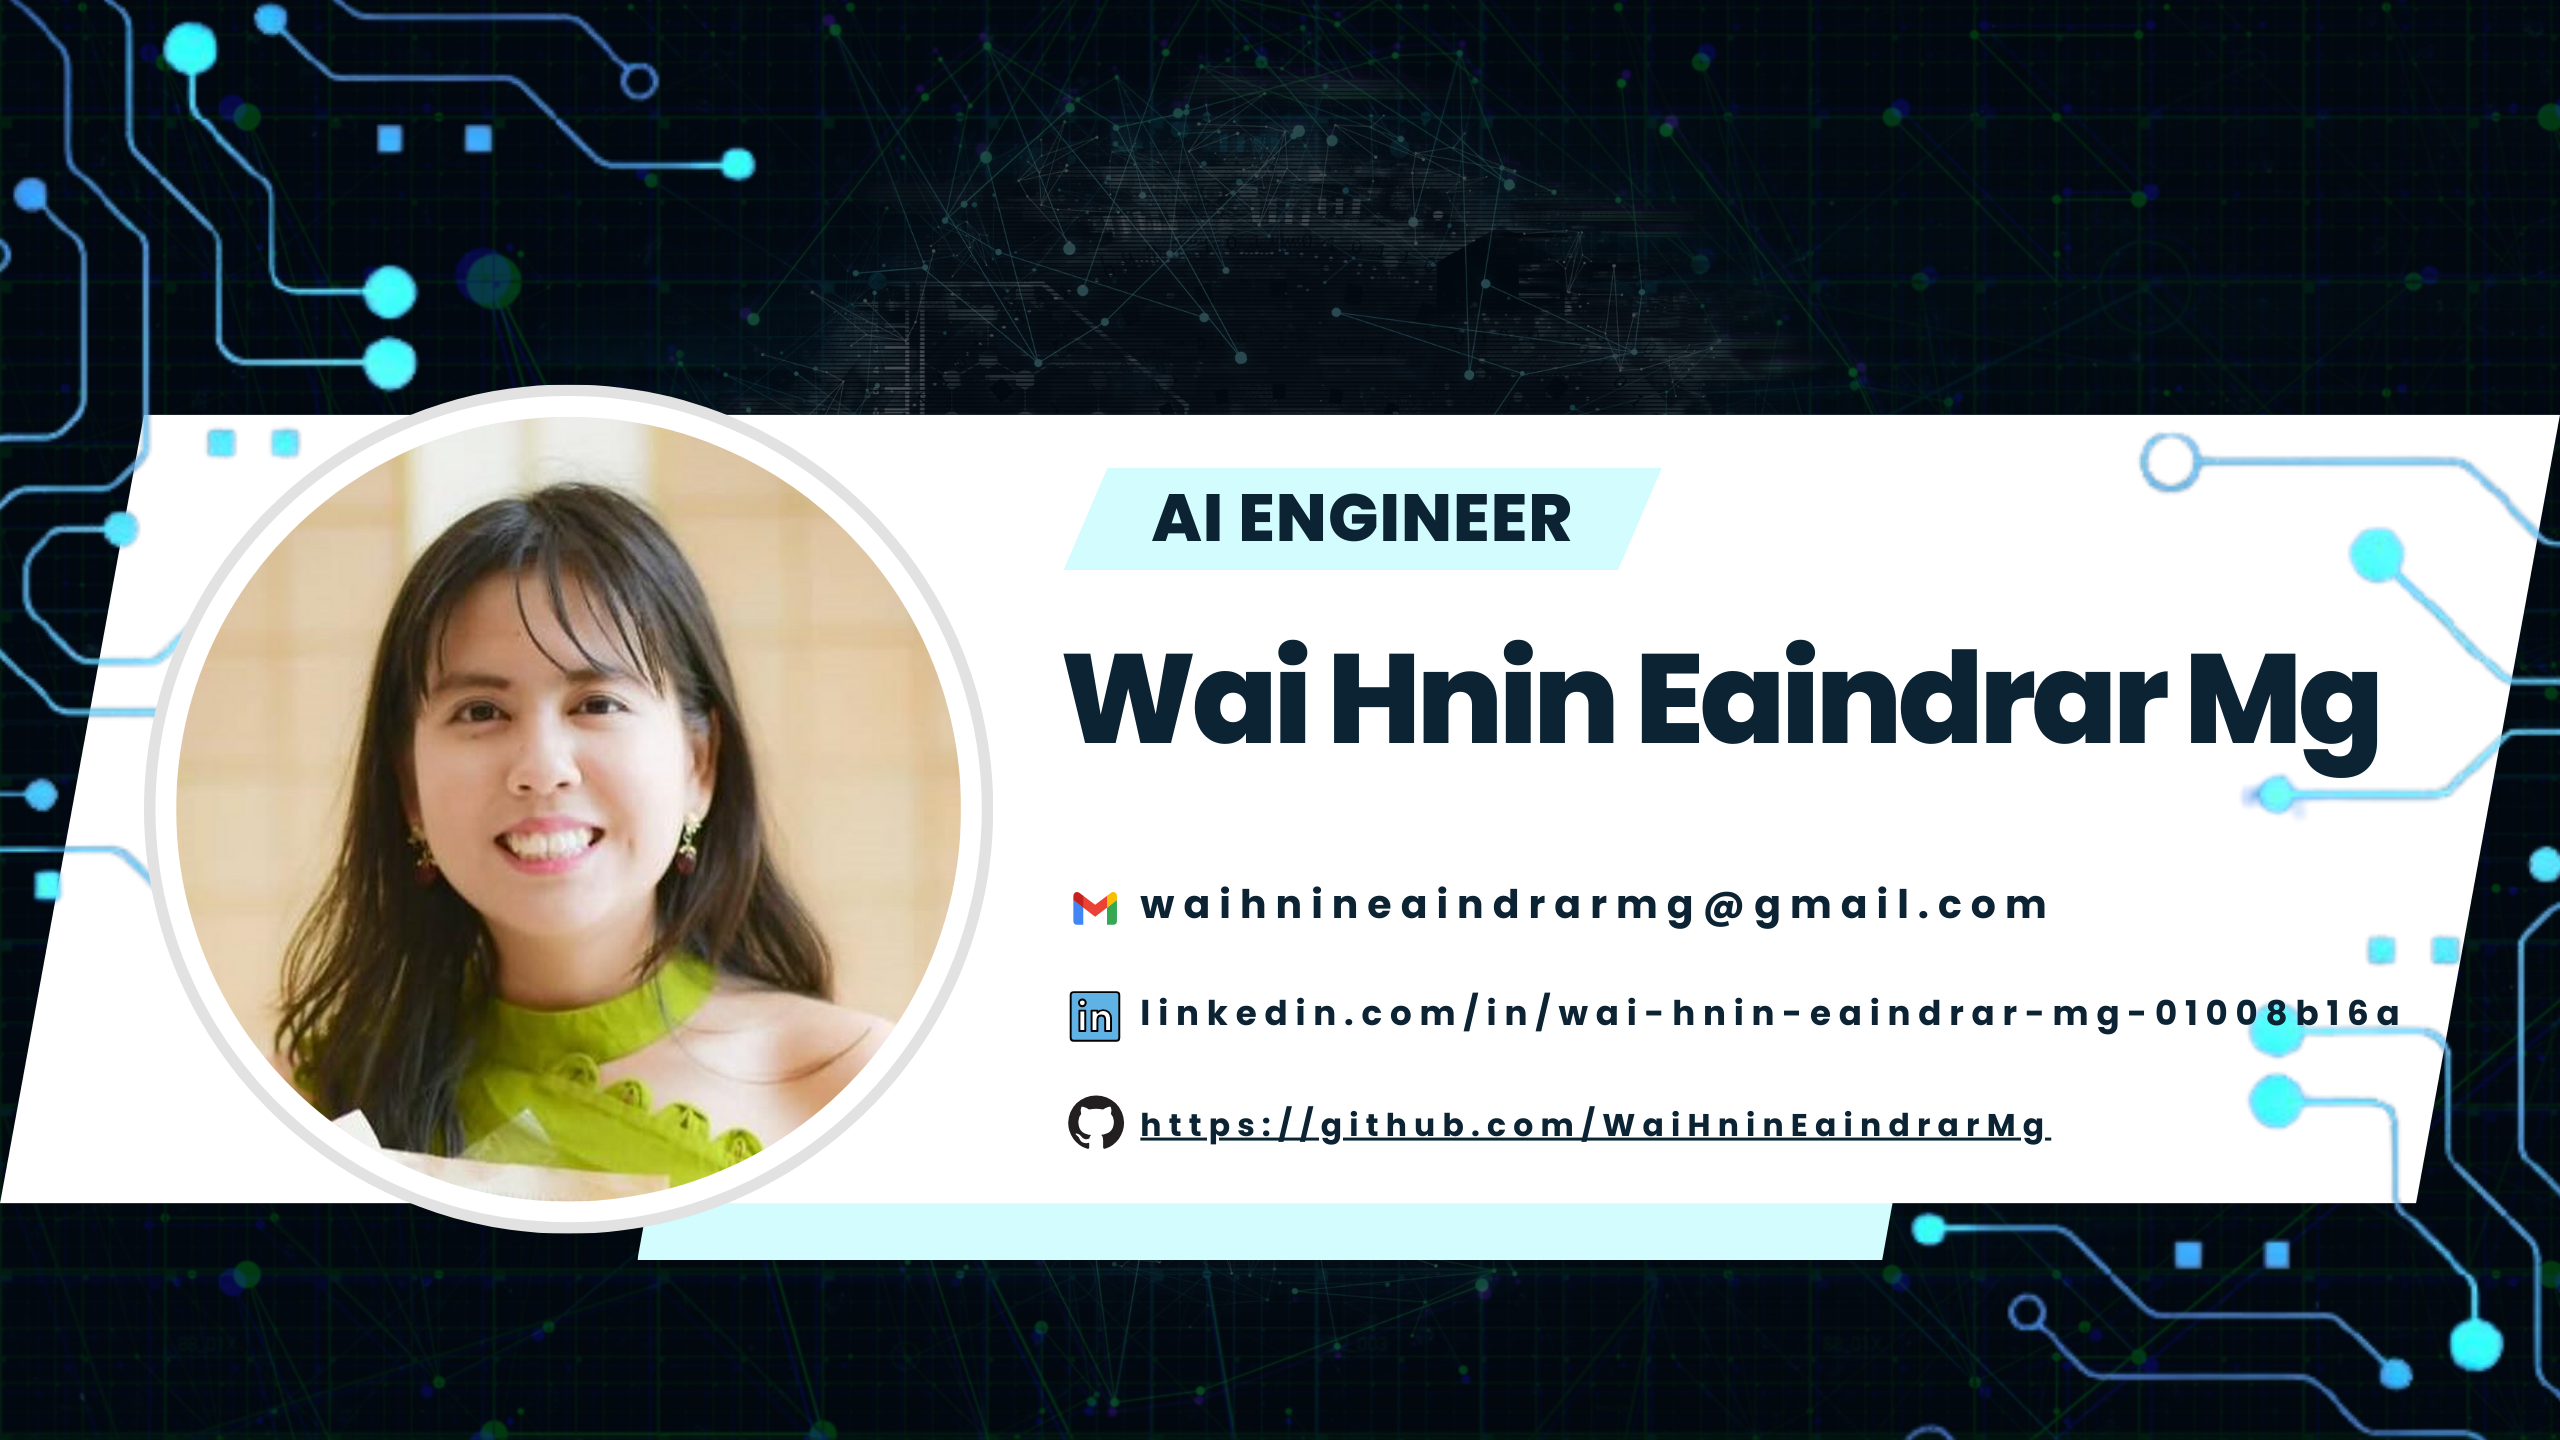 AI ENGINEER
Wai Hnin Eaindrar Mg
waihnineaindrarmg@gmail.com
in linkedin.com/in/wai-hnin-eaindrar-mg-01008b16a
https://github.com/WaiHninEaindrarMg